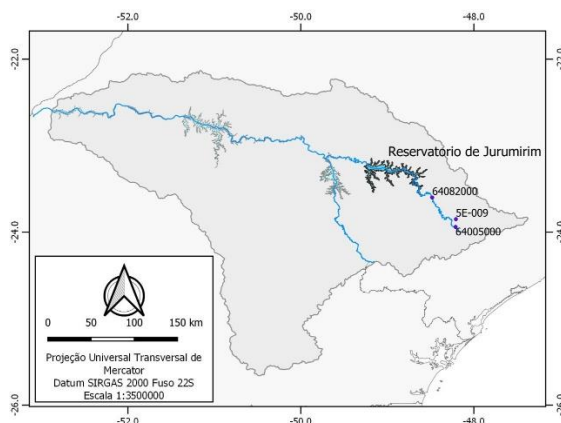 -52.0
-50.0
-48.0
-22.0
-22.0
Reservatorio de Jurumirim
64082000
5E-009
64005000
-24.0
-24.0
0 50 100 150 km
Projeção Universal Transversal de
Mercator
Datum SIRGAS 2000 Fuso 22S
Escala 1:3500000
-26.0
-26.0
-52.0
-50.0
-48.0